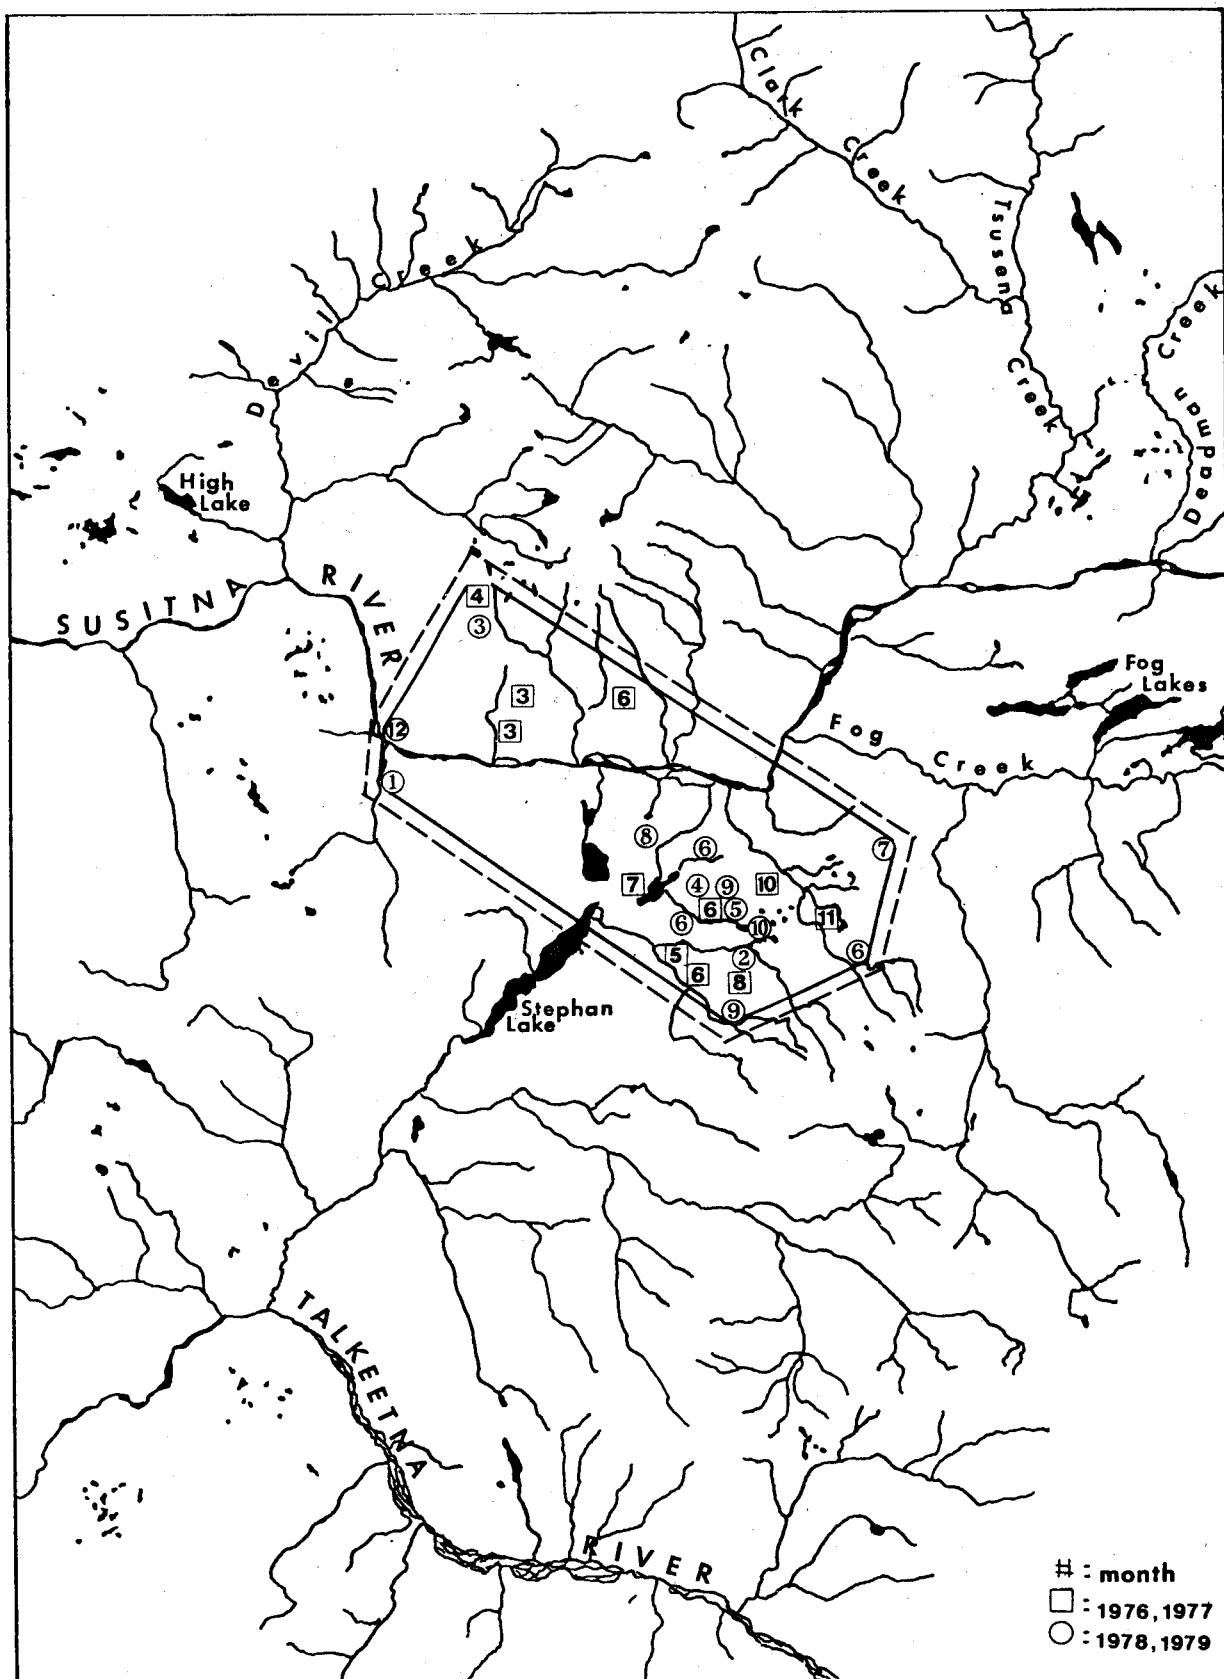 Clark Creek
Tsusena Creek
Devil Creek
Deadman Creek
High
Lake
SUSITNA RIVER
4
3
3
6
3
12
1
Fog
Lakes
Fog Creek
8
6
7
7
4
9
10
6
5
11
6
10
5
2
6
6
8
9
Stephan
Lake
TALKEETNA RIVER
# : month
□ : 1976, 1977
○ : 1978, 1979